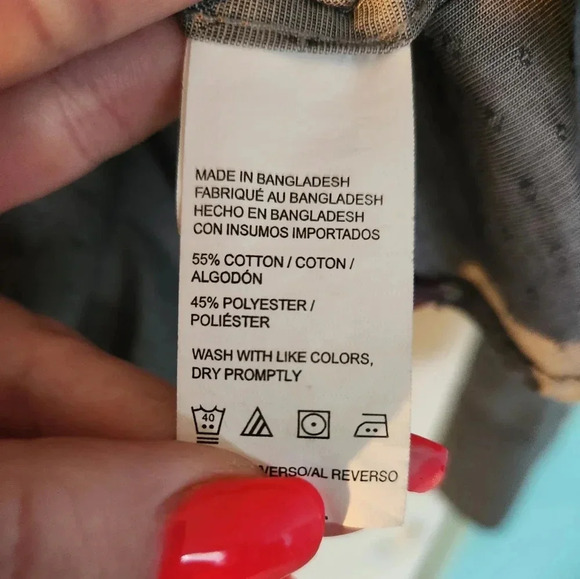 MADE IN BANGLADESH
FABRIQUÉ AU BANGLADESH
HECHO EN BANGLADESH
CON INSUMOS IMPORTADOS
55% COTTON / COTON /
ALGODÓN
45% POLYESTER /
POLIÉSTER
WASH WITH LIKE COLORS,
DRY PROMPTLY
40
VERSO/AL REVERSO